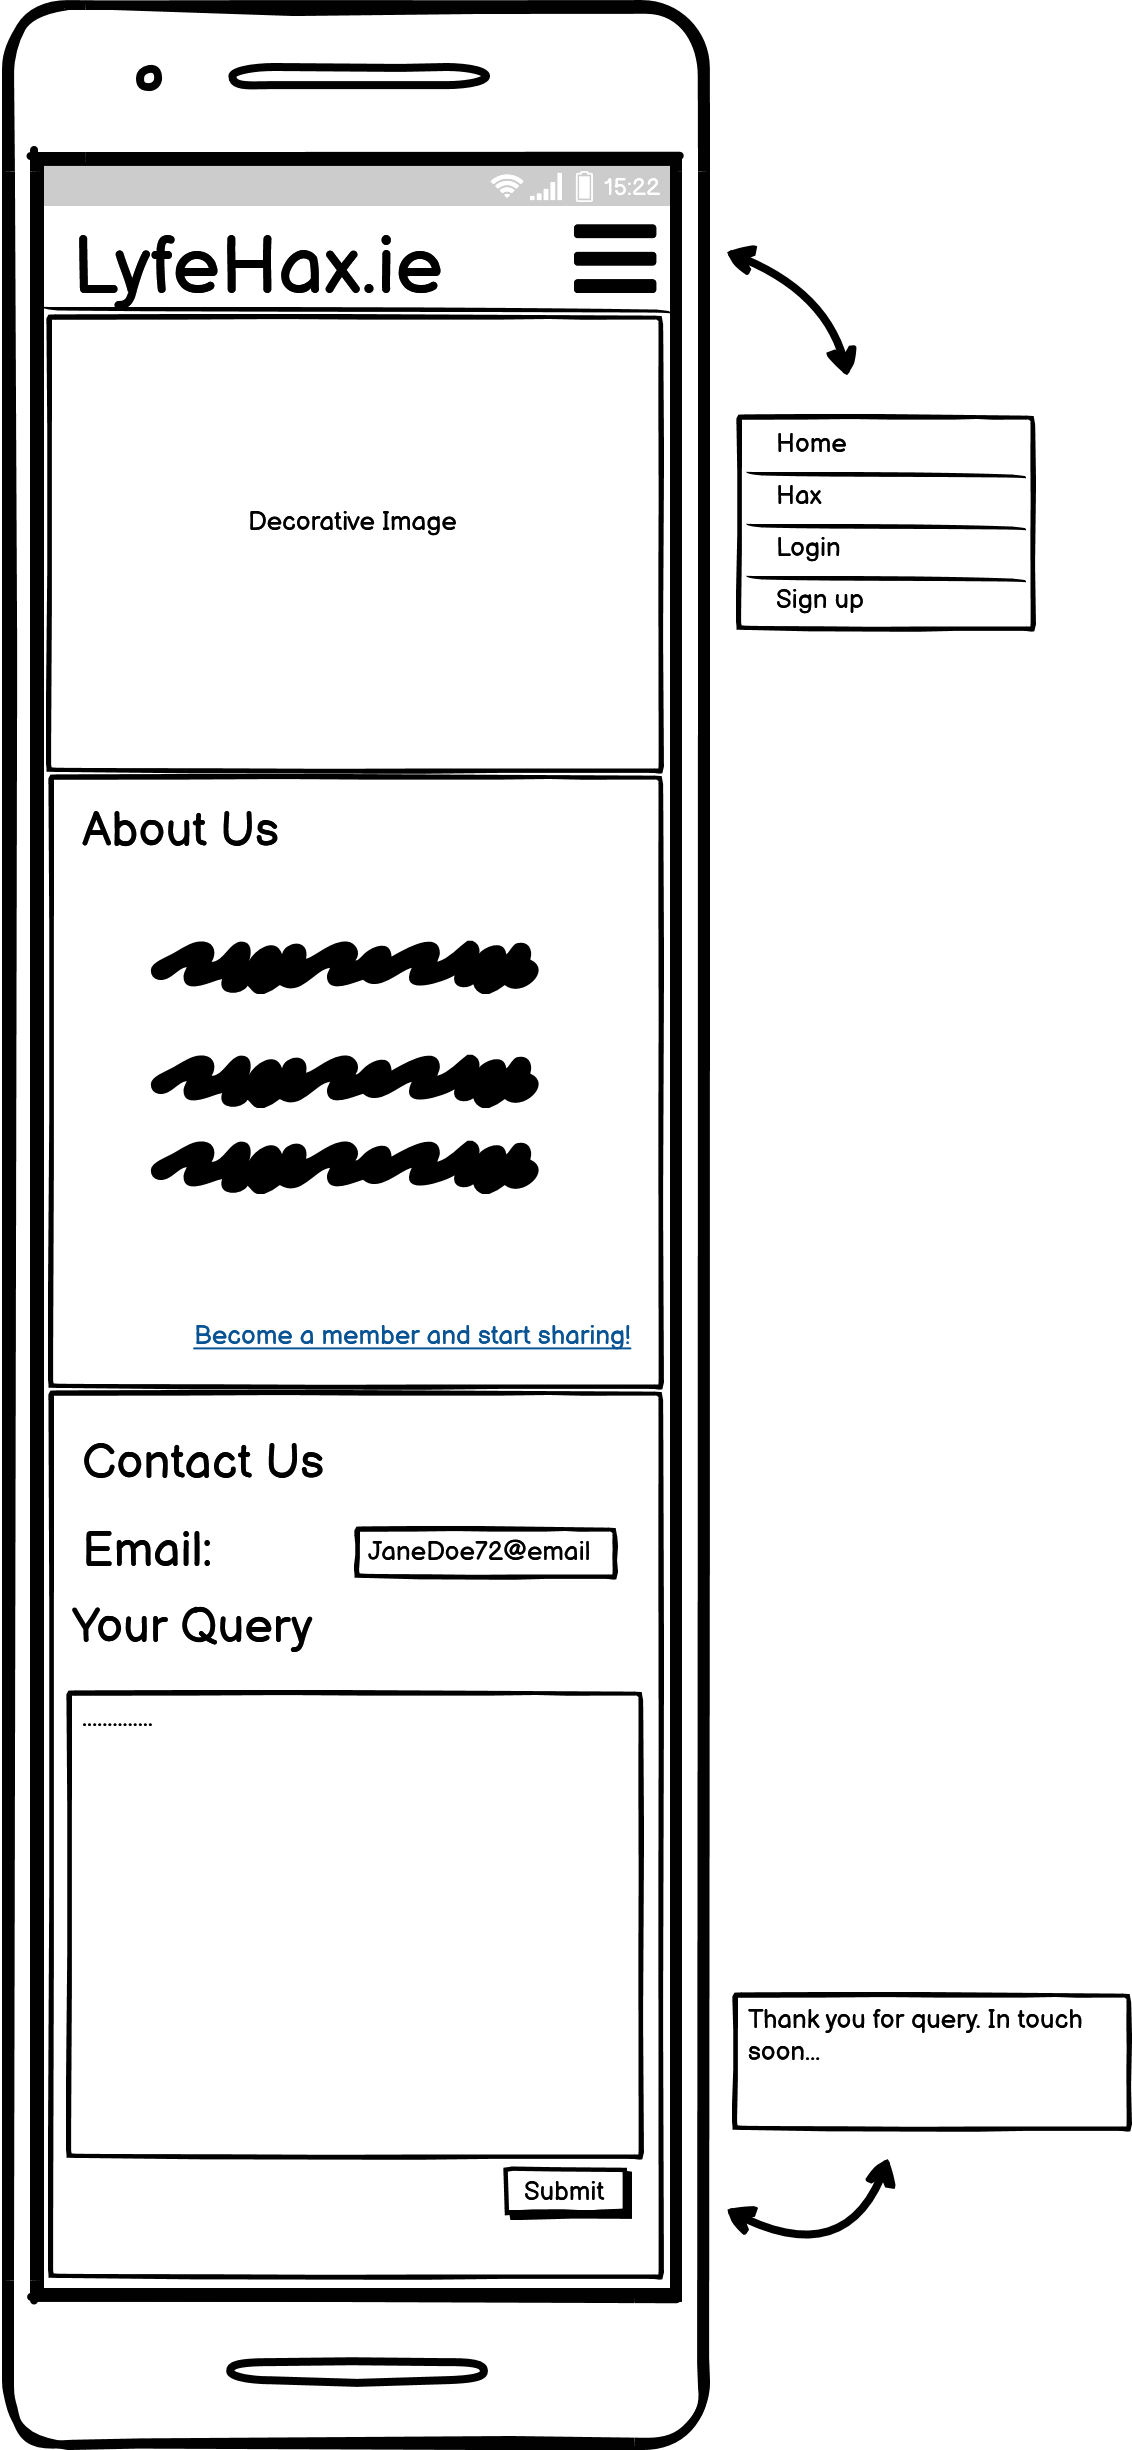 15:22
LyfeHax.ie
Home
Hax
Login
Sign up
Decorative Image
About Us
Become a member and start sharing!
Contact Us
Email:
JaneDoe72@email
Your Query
..............
Thank you for query. In touch
soon...
Submit